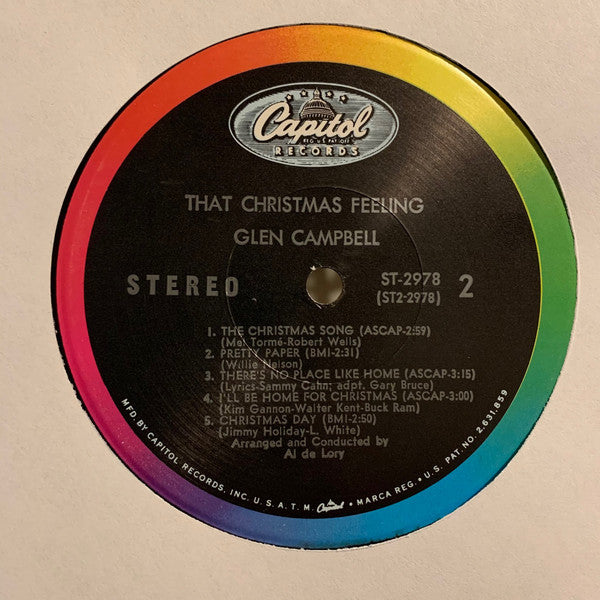 Capitol
REG. U.S. PAT. OFF.
RECORDS
THAT CHRISTMAS FEELING
GLEN CAMPBELL
STEREO
ST-2978
(ST2-2978)
2
1. THE CHRISTMAS SONG (ASCAP-2:59)
(Mel Tormé-Robert Wells)
2. PRETTY PAPER (BMI-2:31)
(Willie Nelson)
3. THERE'S NO PLACE LIKE HOME (ASCAP-3:15)
(Lyrics-Sammy Cahn; adpt. Gary Bruce)
4. I'LL BE HOME FOR CHRISTMAS (ASCAP-3:00)
(Kim Gannon-Walter Kent-Buck Ram)
5. CHRISTMAS DAY (BMI-2:50)
(Jimmy Holiday-L. White)
Arranged and Conducted by
Al de Lory
MFD. BY CAPITOL RECORDS, INC. U.S.A. T.M. Capitol • MARCA REG. • U.S. PAT. NO. 2,631,859